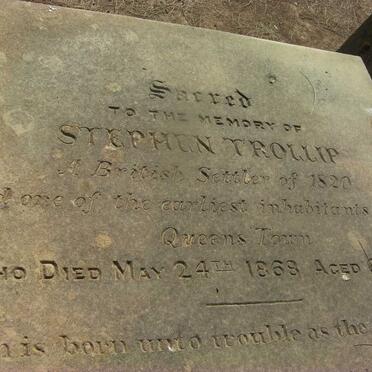 Sacred
TO THE MEMORY OF
STEPHEN TROLLIP
A British Settler of 1820
one of the earliest inhabitants
Queens Town
DIED MAY 24TH 1868 AGED
is born unto trouble as the